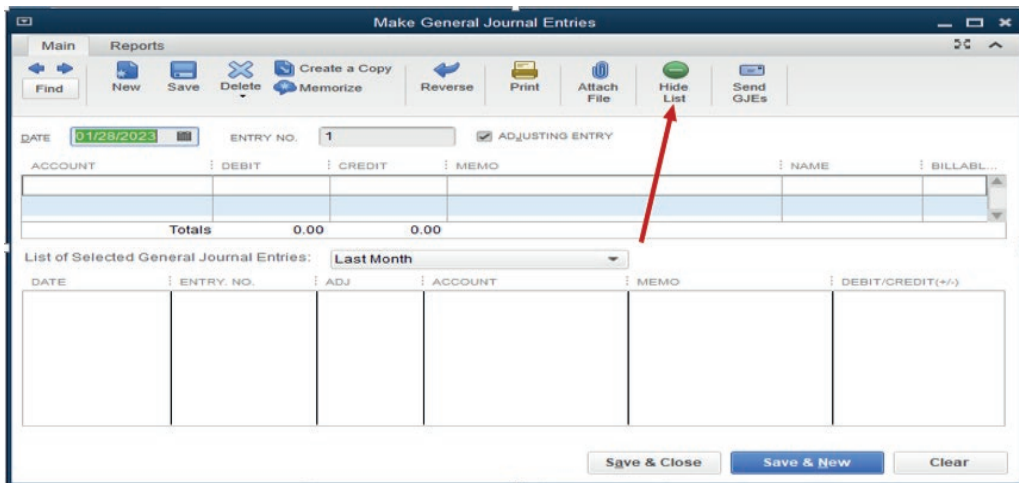 Make General Journal Entries
Main Reports
Find New Save Delete Create a Copy Memorize Reverse Print Attach File Hide List Send GJEs
DATE 01/28/2023 ENTRY NO. 1 ADJUSTING ENTRY
ACCOUNT DEBIT CREDIT MEMO NAME BILLABL...
Totals 0.00 0.00
List of Selected General Journal Entries: Last Month
DATE ENTRY. NO. ADJ ACCOUNT MEMO DEBIT/CREDIT(+/-)
Save & Close Save & New Clear